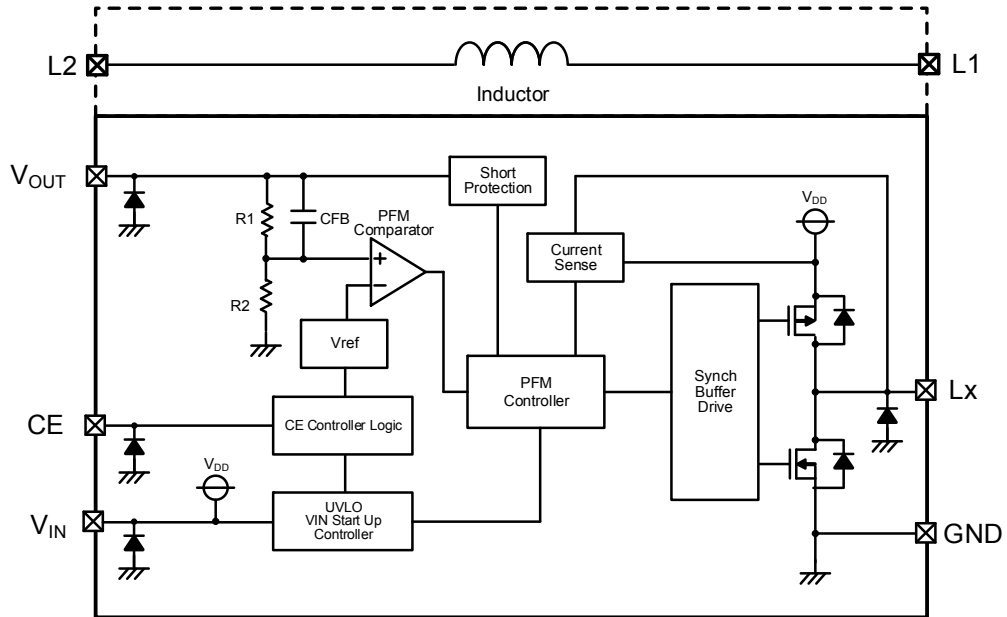 L2
L1
Inductor
VOUT
Short
Protection
R1
CFB
PFM
Comparator
VDD
Current
Sense
+
−
R2
Vref
PFM
Controller
Synch
Buffer
Drive
Lx
CE
CE Controller Logic
VDD
VIN
UVLO
VIN Start Up
Controller
GND